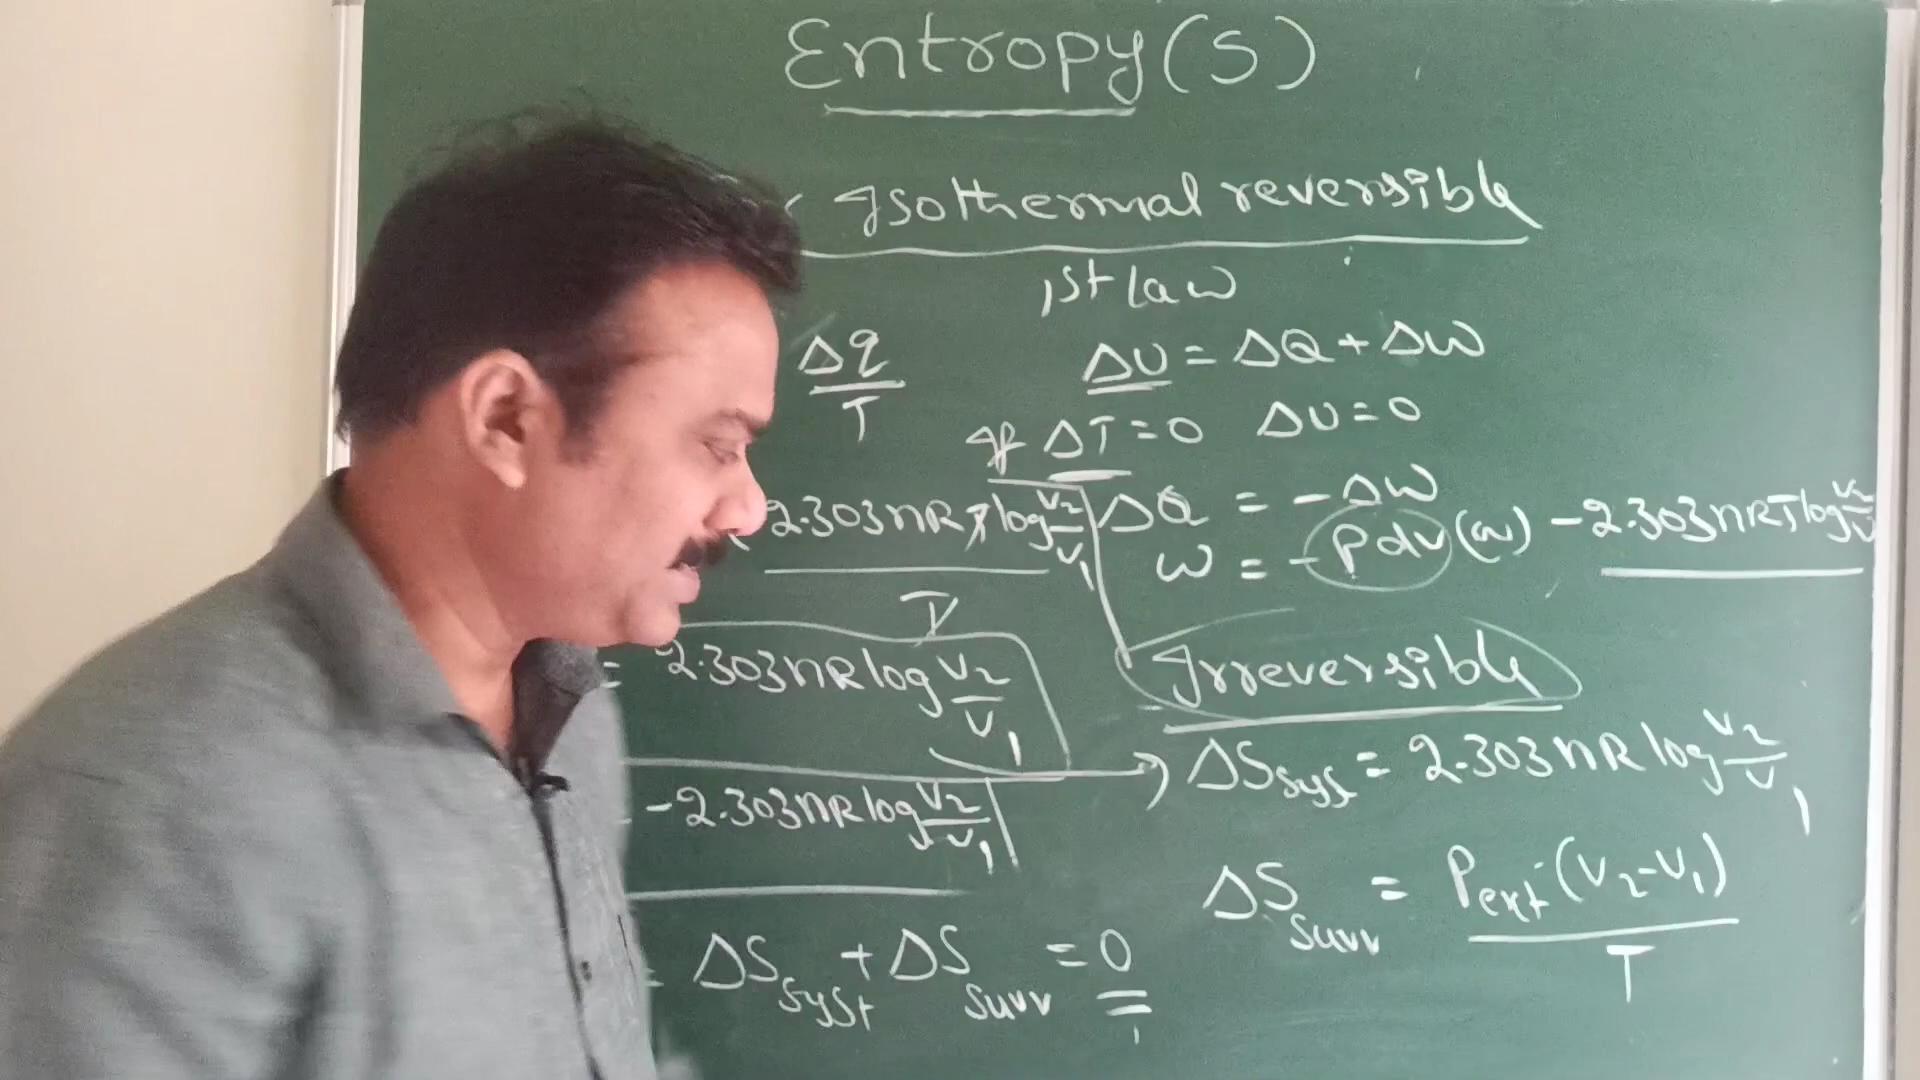 Entropy(S)
Isothermal reversible
1st law
Δq/T
ΔU = ΔQ + ΔW
If ΔT=0 ΔU=0
2.303nRT log V2/V1
ΔQ = -ΔW
W = -Pdv (or) -2.303nRT log V2/V
T
= 2.303nR log V2/V1
Irreversible
ΔSsys = 2.303nR log V2/V1
-2.303nR log V2/V1
ΔSsurr = Pext(V2-V1)/T
= ΔSsyst + ΔSsurr = 0